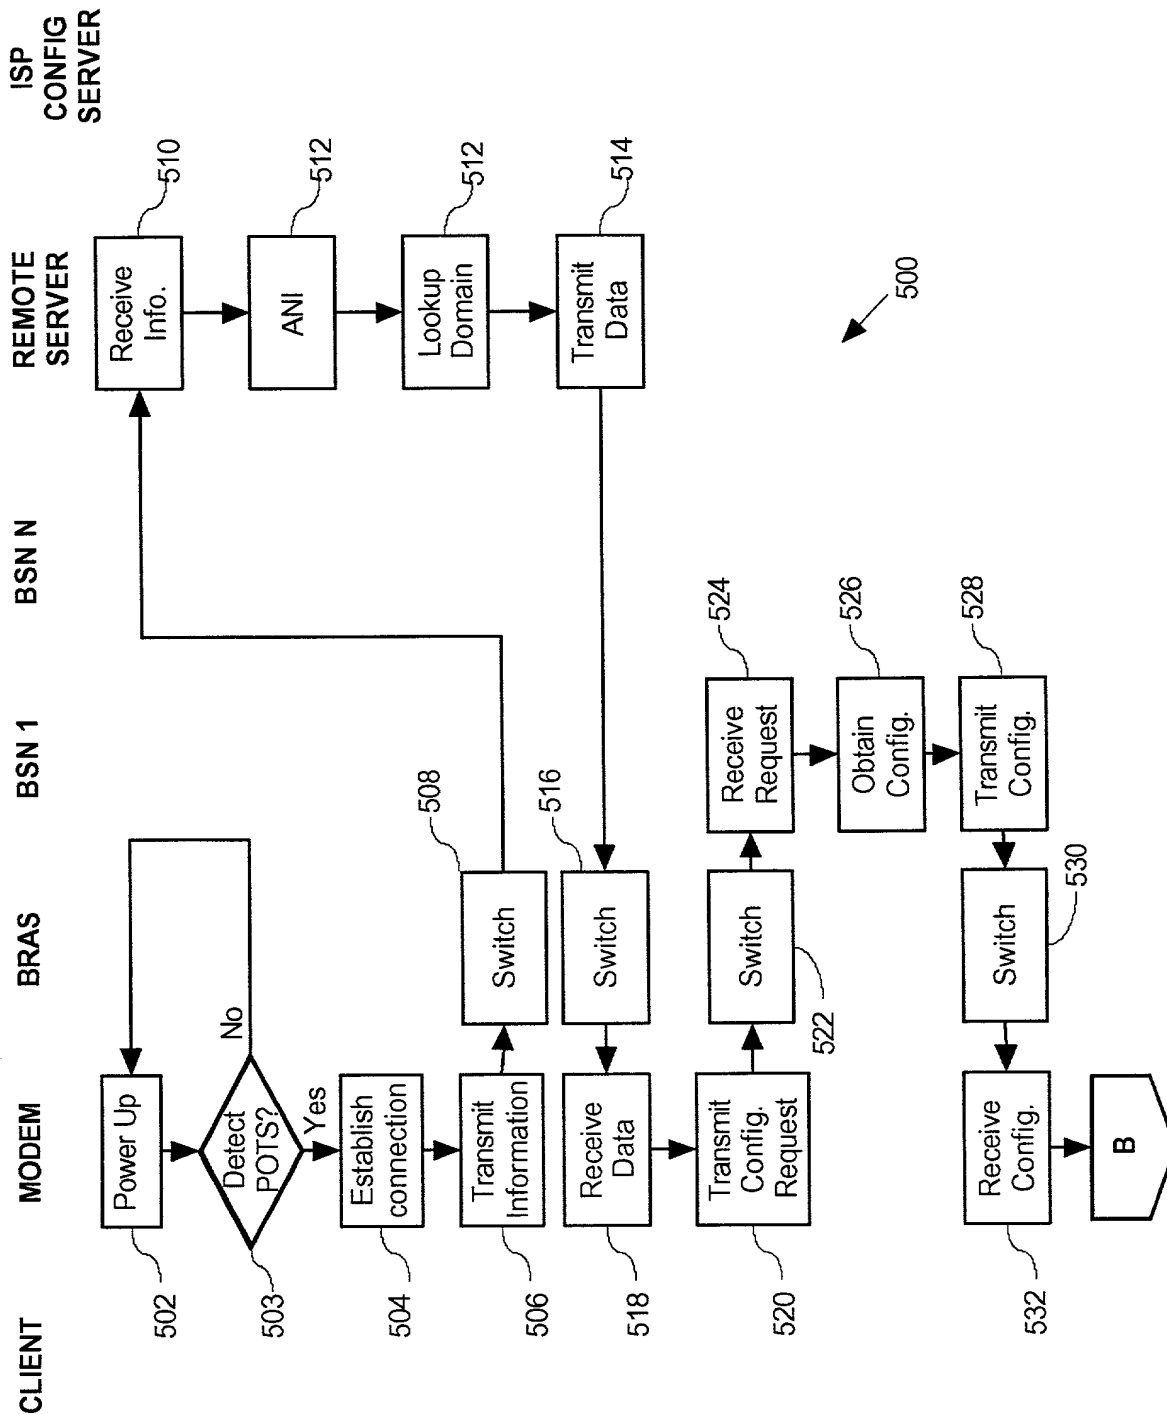 CLIENT
MODEM
BRAS
BSN 1
BSN N
REMOTE
SERVER
ISP
CONFIG
SERVER
502
Power Up
503
Detect
POTS?
No
Yes
504
Establish
connection
506
Transmit
Information
Switch
508
Receive
Info.
510
ANI
512
Lookup
Domain
512
Transmit
Data
514
Switch
516
518
Receive
Data
520
Transmit
Config.
Request
Switch
522
Receive
Request
524
Obtain
Config.
526
Transmit
Config.
528
Switch
530
532
Receive
Config.
B
500